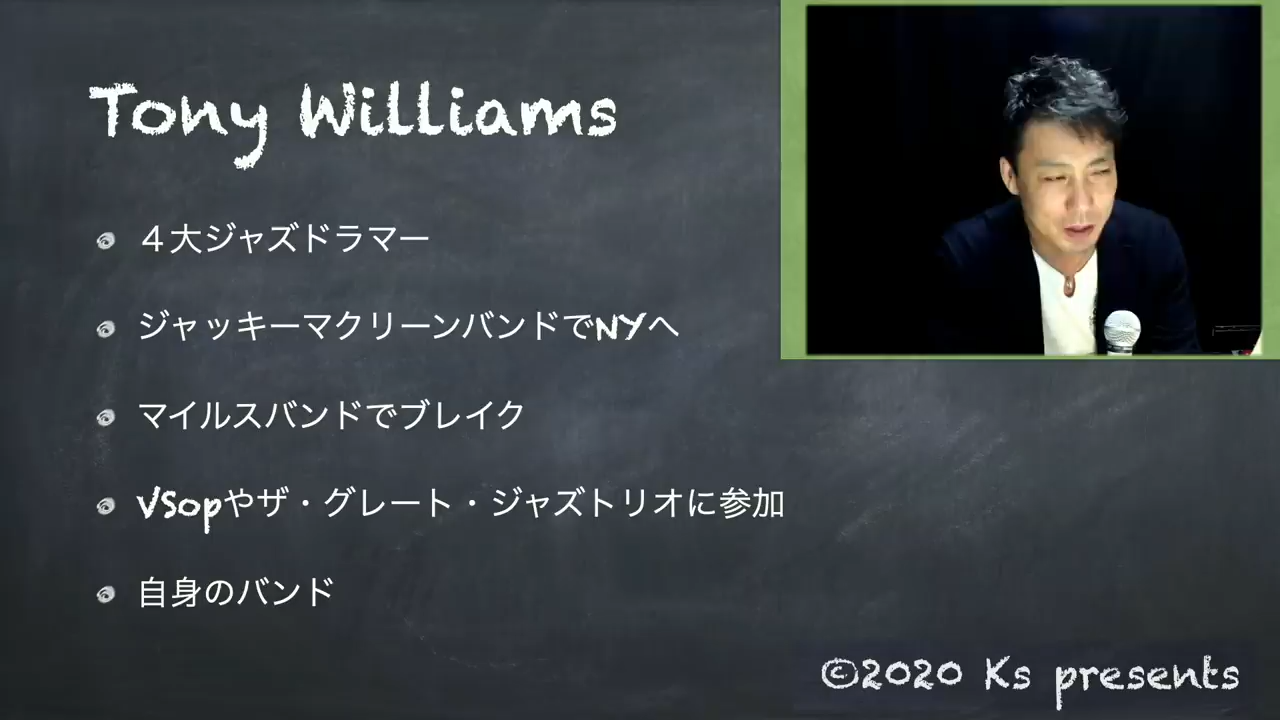 Tony Williams
４大ジャズドラマー
ジャッキーマクリーンバンドでNYへ
マイルスバンドでブレイク
VSopやザ・グレート・ジャズトリオに参加
自身のバンド
©2020 Ks presents